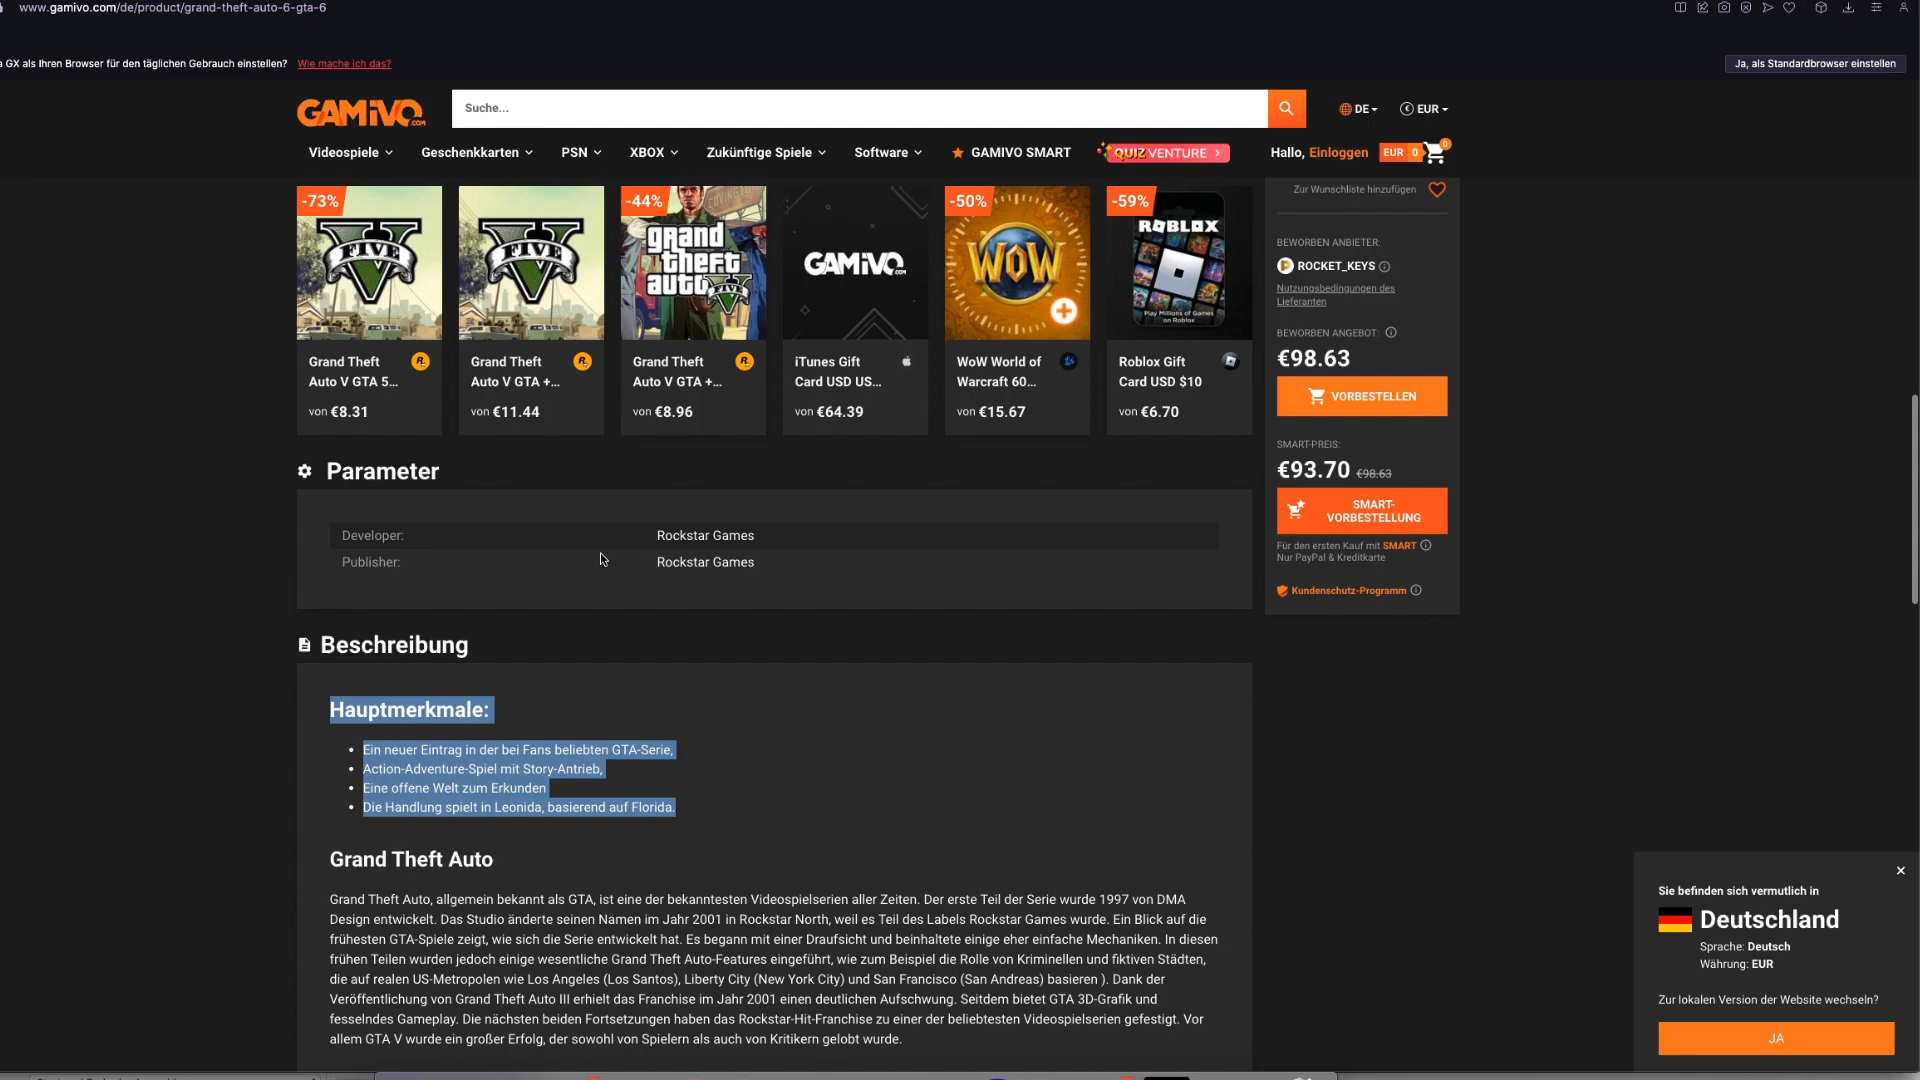 www.gamivo.com/de/product/grand-theft-auto-6-gta-6
GX als Ihren Browser für den täglichen Gebrauch einstellen? Wie mache ich das?
Ja, als Standardbrowser einstellen
GAMIVO.COM
Suche...
DE
EUR
Videospiele
Geschenkkarten
PSN
XBOX
Zukünftige Spiele
Software
GAMIVO SMART
QUIZ VENTURE
Hallo, Einloggen
EUR 0
0
-73%
-44%
-50%
-59%
FIVE
FIVE
grand theft auto FIVE
GAMIVO.COM
WOW
ROBLOX
Play Millions of Games on Roblox
Grand Theft
Auto V GTA 5...
von €8.31
Grand Theft
Auto V GTA +...
von €11.44
Grand Theft
Auto V GTA +...
von €8.96
iTunes Gift
Card USD US...
von €64.39
WoW World of
Warcraft 60...
von €15.67
Roblox Gift
Card USD $10
von €6.70
Zur Wunschliste hinzufügen
BEWORBEN ANBIETER:
ROCKET_KEYS
Nutzungsbedingungen des
Lieferanten
BEWORBEN ANGEBOT:
€98.63
VORBESTELLEN
SMART-PREIS:
€93.70 €98.63
SMART-
VORBESTELLUNG
Für den ersten Kauf mit SMART
Nur PayPal & Kreditkarte
Kundenschutz-Programm
Parameter
Developer: Rockstar Games
Publisher: Rockstar Games
Beschreibung
Hauptmerkmale:
• Ein neuer Eintrag in der bei Fans beliebten GTA-Serie,
• Action-Adventure-Spiel mit Story-Antrieb,
• Eine offene Welt zum Erkunden
• Die Handlung spielt in Leonida, basierend auf Florida.
Grand Theft Auto
Grand Theft Auto, allgemein bekannt als GTA, ist eine der bekanntesten Videospielserien aller Zeiten. Der erste Teil der Serie wurde 1997 von DMA
Design entwickelt. Das Studio änderte seinen Namen im Jahr 2001 in Rockstar North, weil es Teil des Labels Rockstar Games wurde. Ein Blick auf die
frühesten GTA-Spiele zeigt, wie sich die Serie entwickelt hat. Es begann mit einer Draufsicht und beinhaltete einige eher einfache Mechaniken. In diesen
frühen Teilen wurden jedoch einige wesentliche Grand Theft Auto-Features eingeführt, wie zum Beispiel die Rolle von Kriminellen und fiktiven Städten,
die auf realen US-Metropolen wie Los Angeles (Los Santos), Liberty City (New York City) und San Francisco (San Andreas) basieren ). Dank der
Veröffentlichung von Grand Theft Auto III erhielt das Franchise im Jahr 2001 einen deutlichen Aufschwung. Seitdem bietet GTA 3D-Grafik und
fesselndes Gameplay. Die nächsten beiden Fortsetzungen haben das Rockstar-Hit-Franchise zu einer der beliebtesten Videospielserien gefestigt. Vor
allem GTA V wurde ein großer Erfolg, der sowohl von Spielern als auch von Kritikern gelobt wurde.
Sie befinden sich vermutlich in
Deutschland
Sprache: Deutsch
Währung: EUR
Zur lokalen Version der Website wechseln?
JA